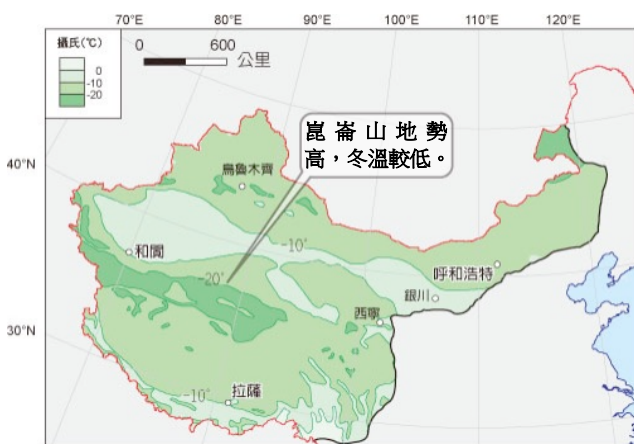 70°E
80°E
90°E
100°E
110°E
120°E
攝氏(℃)
0
-10
-20
0
600
公里
崑崙山地勢
高，冬溫較低。
烏魯木齊
40°N
和闐
-10°
-20°
呼和浩特
銀川
西寧
30°N
-10°
拉薩